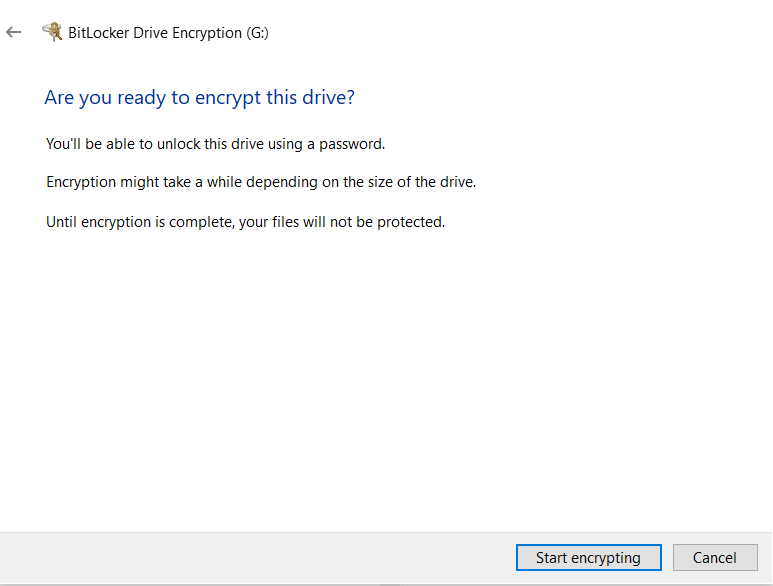 BitLocker Drive Encryption (G:)
Are you ready to encrypt this drive?
You'll be able to unlock this drive using a password.
Encryption might take a while depending on the size of the drive.
Until encryption is complete, your files will not be protected.
Start encrypting
Cancel